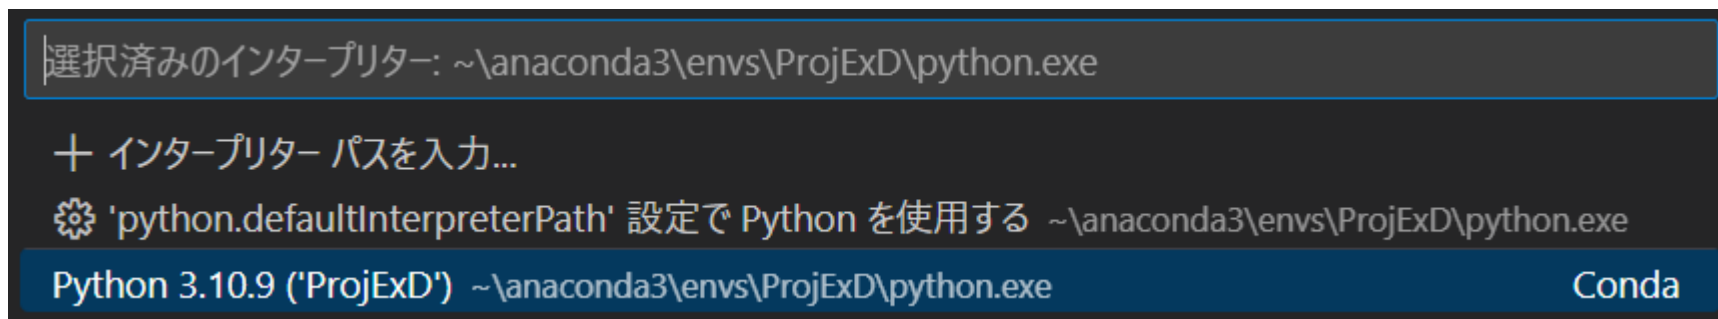 選択済みのインタープリター: ~\anaconda3\envs\ProjExD\python.exe
インタープリター パスを入力...
'python.defaultInterpreterPath' 設定で Python を使用する ~\anaconda3\envs\ProjExD\python.exe
Python 3.10.9 ('ProjExD') ~\anaconda3\envs\ProjExD\python.exe Conda